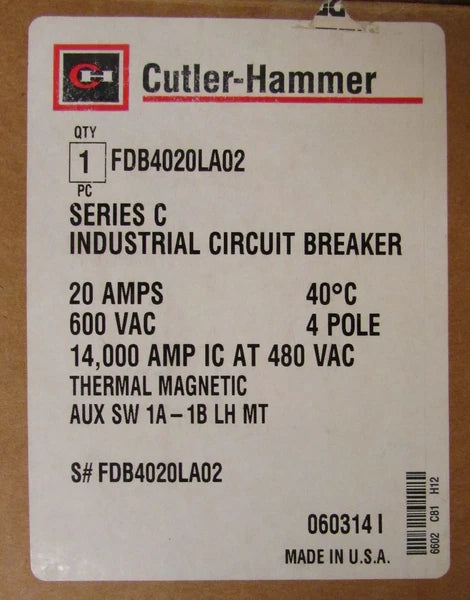 CH Cutler-Hammer
QTY
1 FDB4020LA02
PC
SERIES C
INDUSTRIAL CIRCUIT BREAKER
20 AMPS 40°C
600 VAC 4 POLE
14,000 AMP IC AT 480 VAC
THERMAL MAGNETIC
AUX SW 1A-1B LH MT
S# FDB4020LA02
060314 I
MADE IN U.S.A.
6602 C81 H12